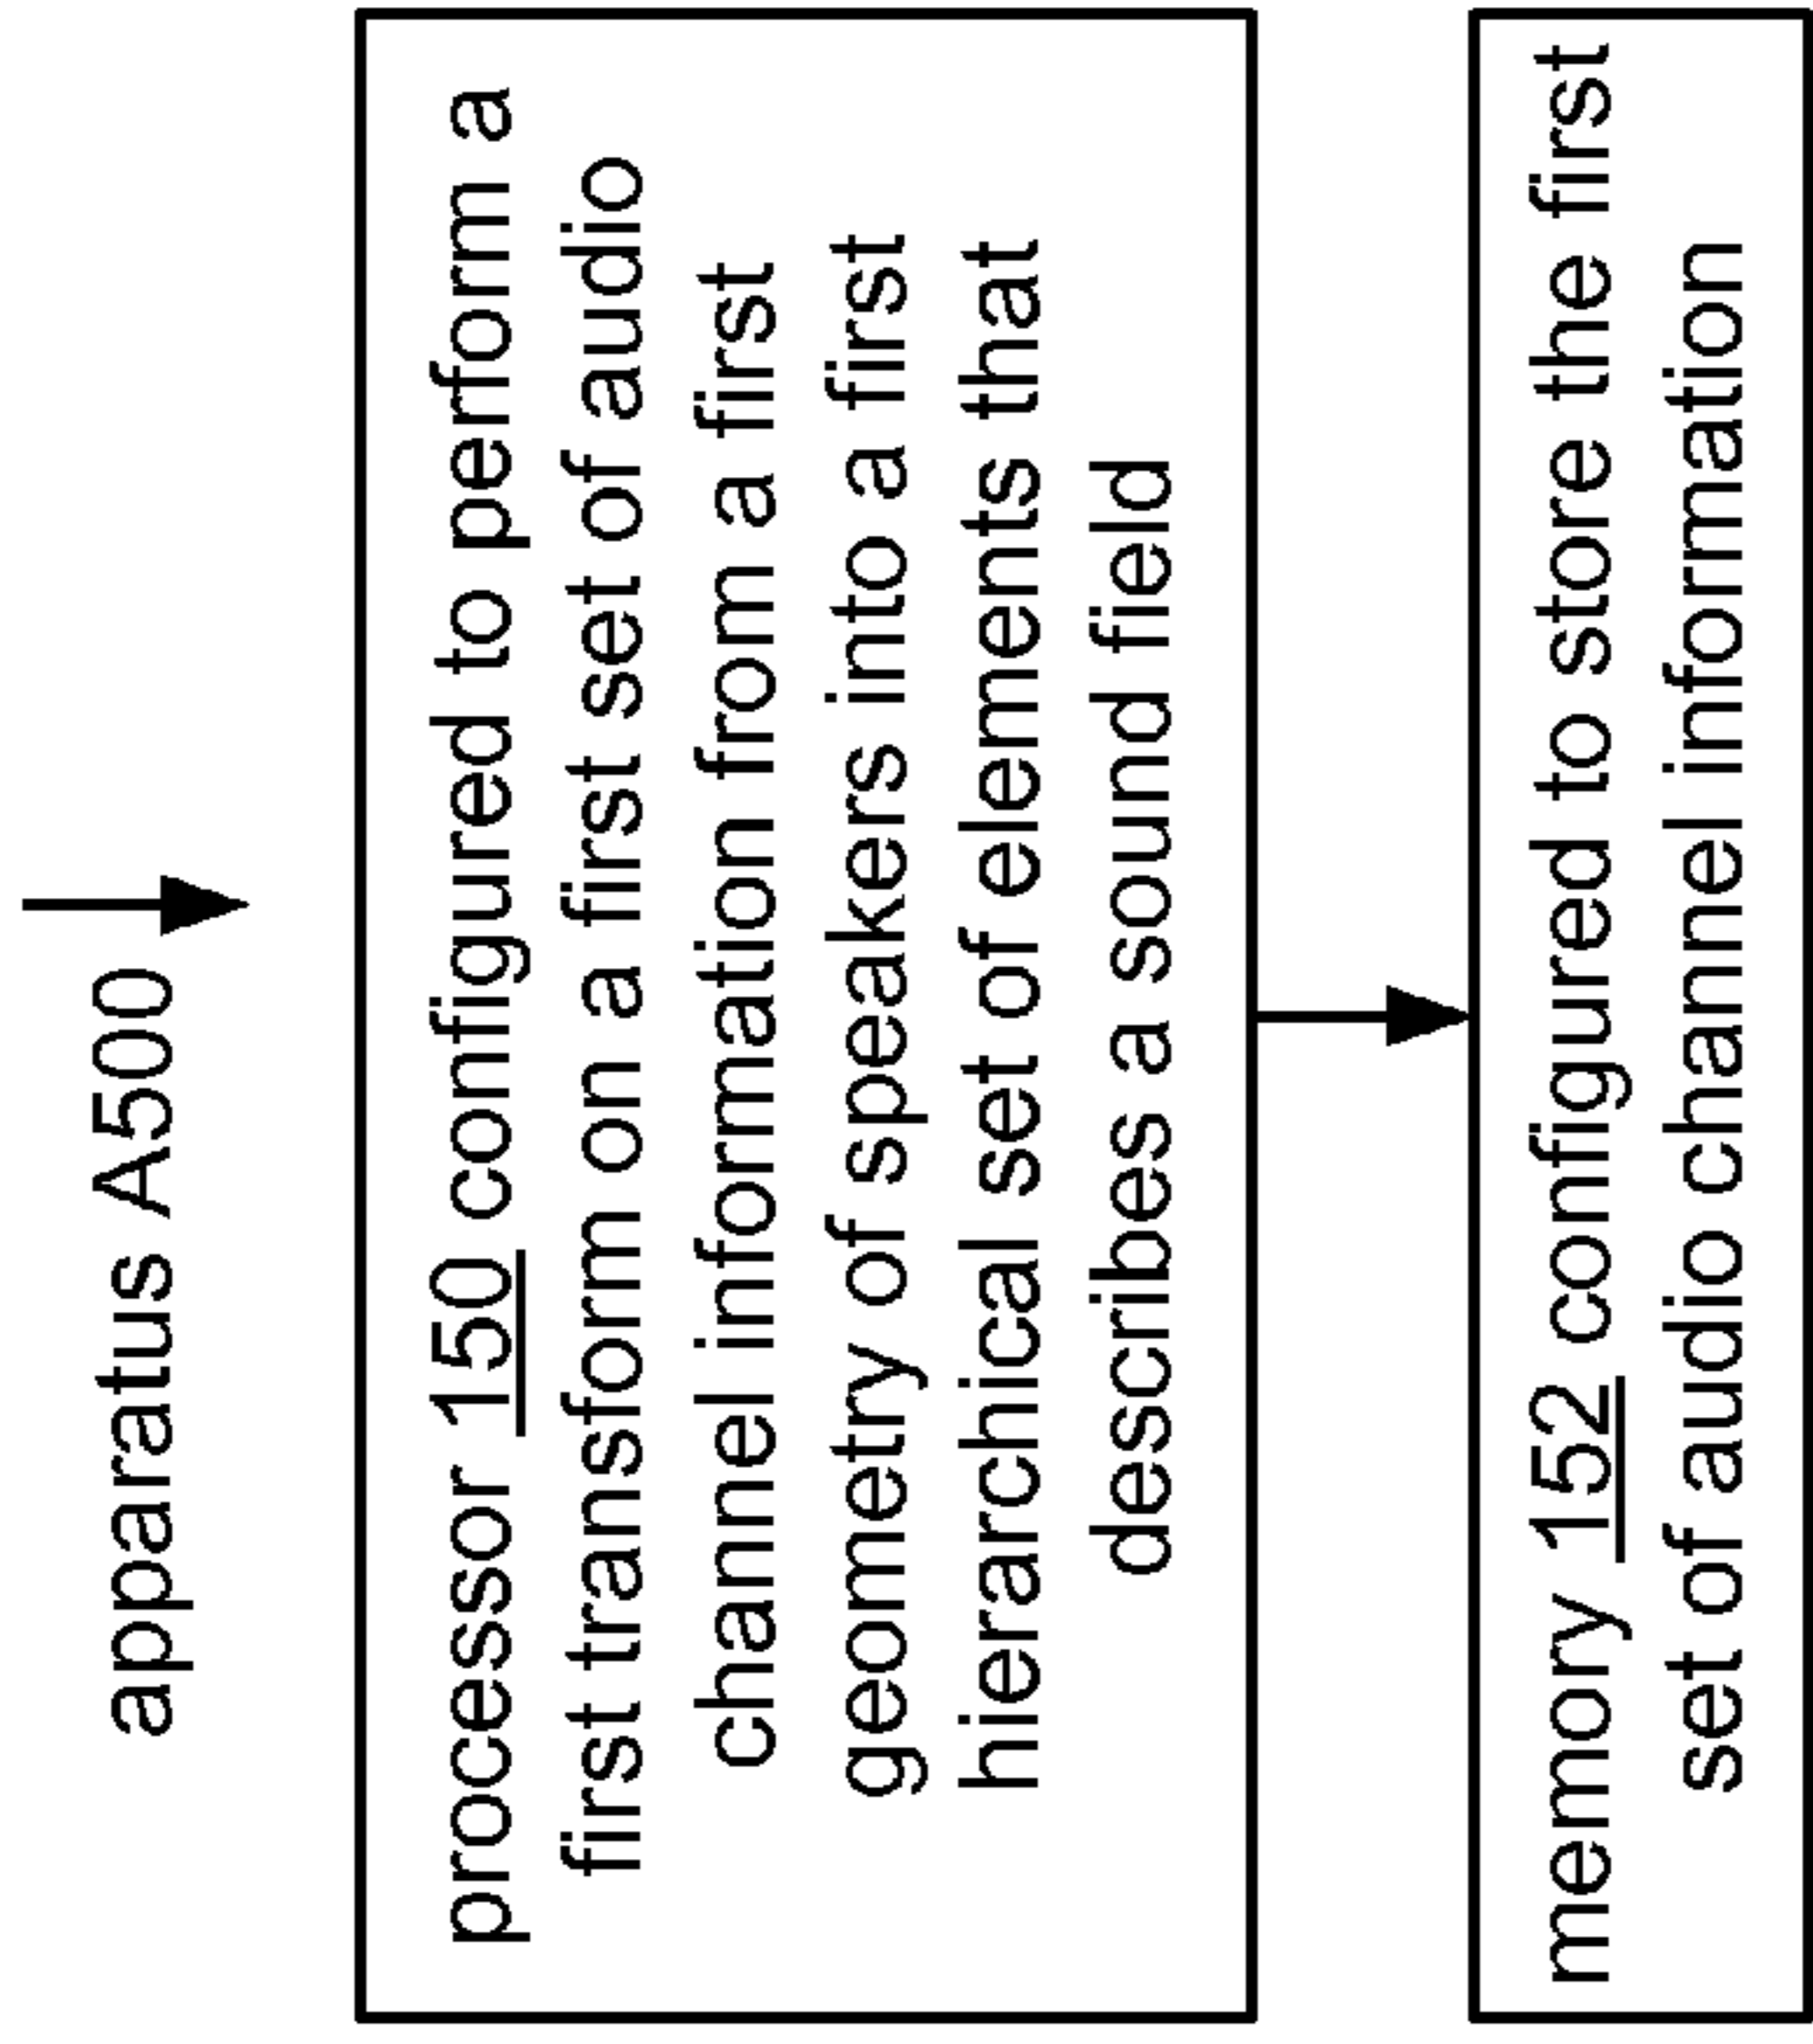 apparatus A500
processor 150 configured to perform a
first transform on a first set of audio
channel information from a first
geometry of speakers into a first
hierarchical set of elements that
describes a sound field
memory 152 configured to store the first
set of audio channel information